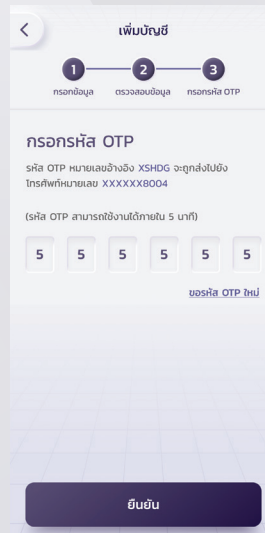 เพิ่มบัญชี
1 2 3
กรอกข้อมูล ตรวจสอบข้อมูล กรอกรหัส OTP
กรอกรหัส OTP
รหัส OTP หมายเลขอ้างอิง XSHDG จะถูกส่งไปยัง
โทรศัพท์หมายเลข XXXXXX8004
(รหัส OTP สามารถใช้งานได้ภายใน 5 นาที)
5 5 5 5 5 5
ขอรหัส OTP ใหม่
ยืนยัน